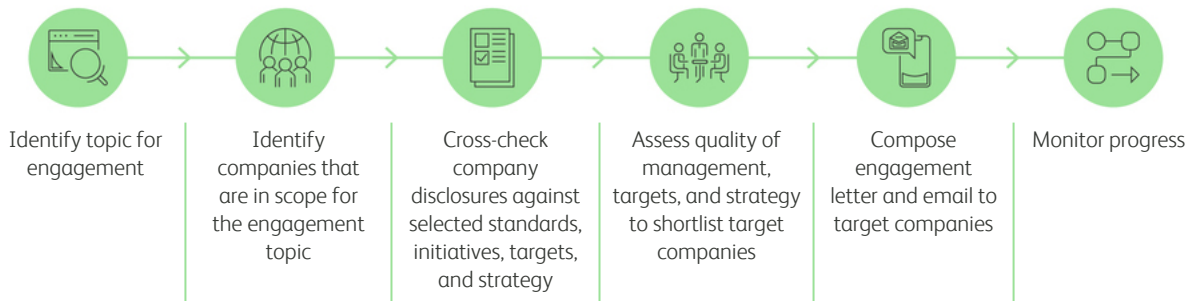 Identify topic for
engagement
Identify
companies that
are in scope for
the engagement
topic
Cross-check
company
disclosures against
selected standards,
initiatives, targets,
and strategy
Assess quality of
management,
targets, and strategy
to shortlist target
companies
Compose
engagement
letter and email to
target companies
Monitor progress